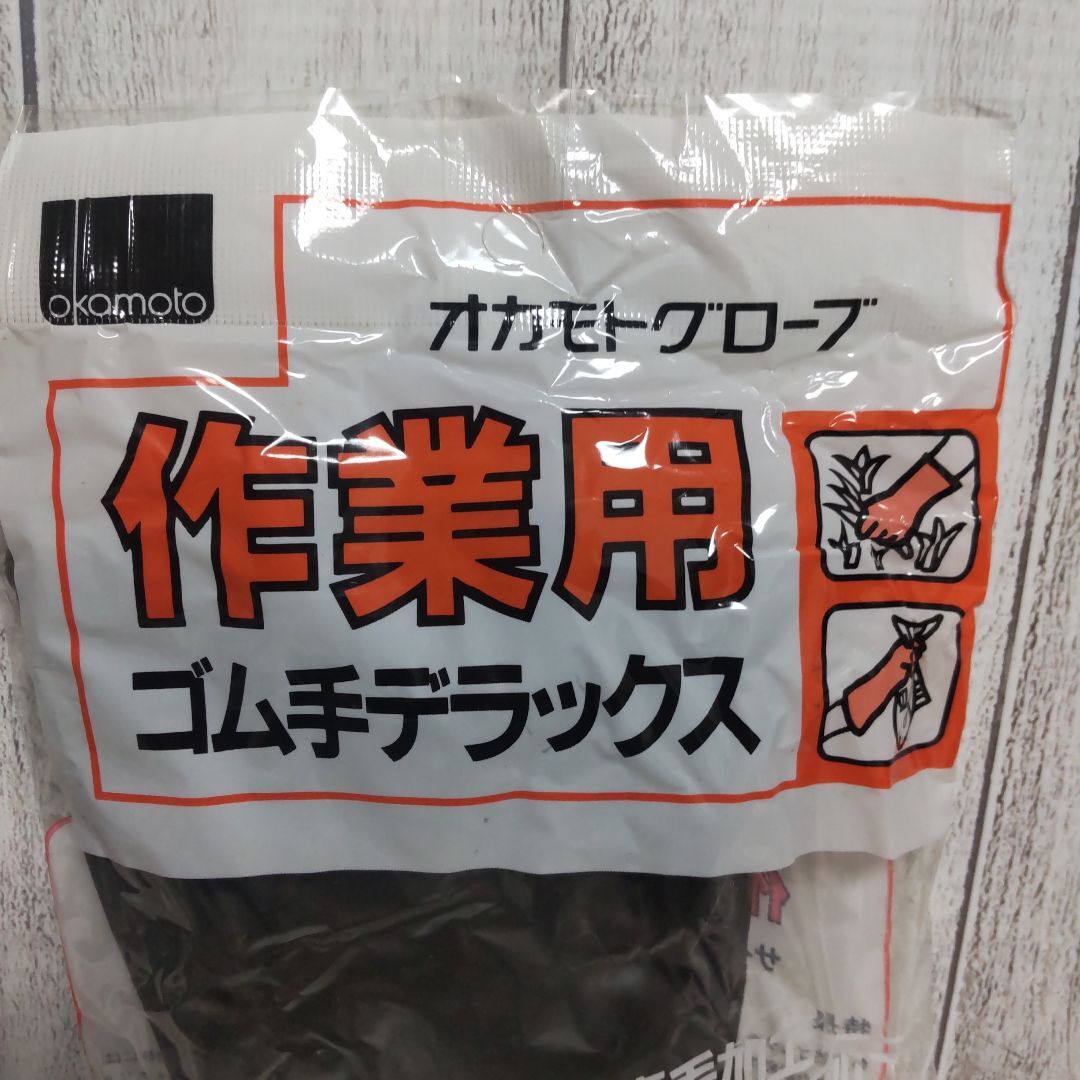 okamoto
オカモトグローブ
作業用
ゴム手デラックス